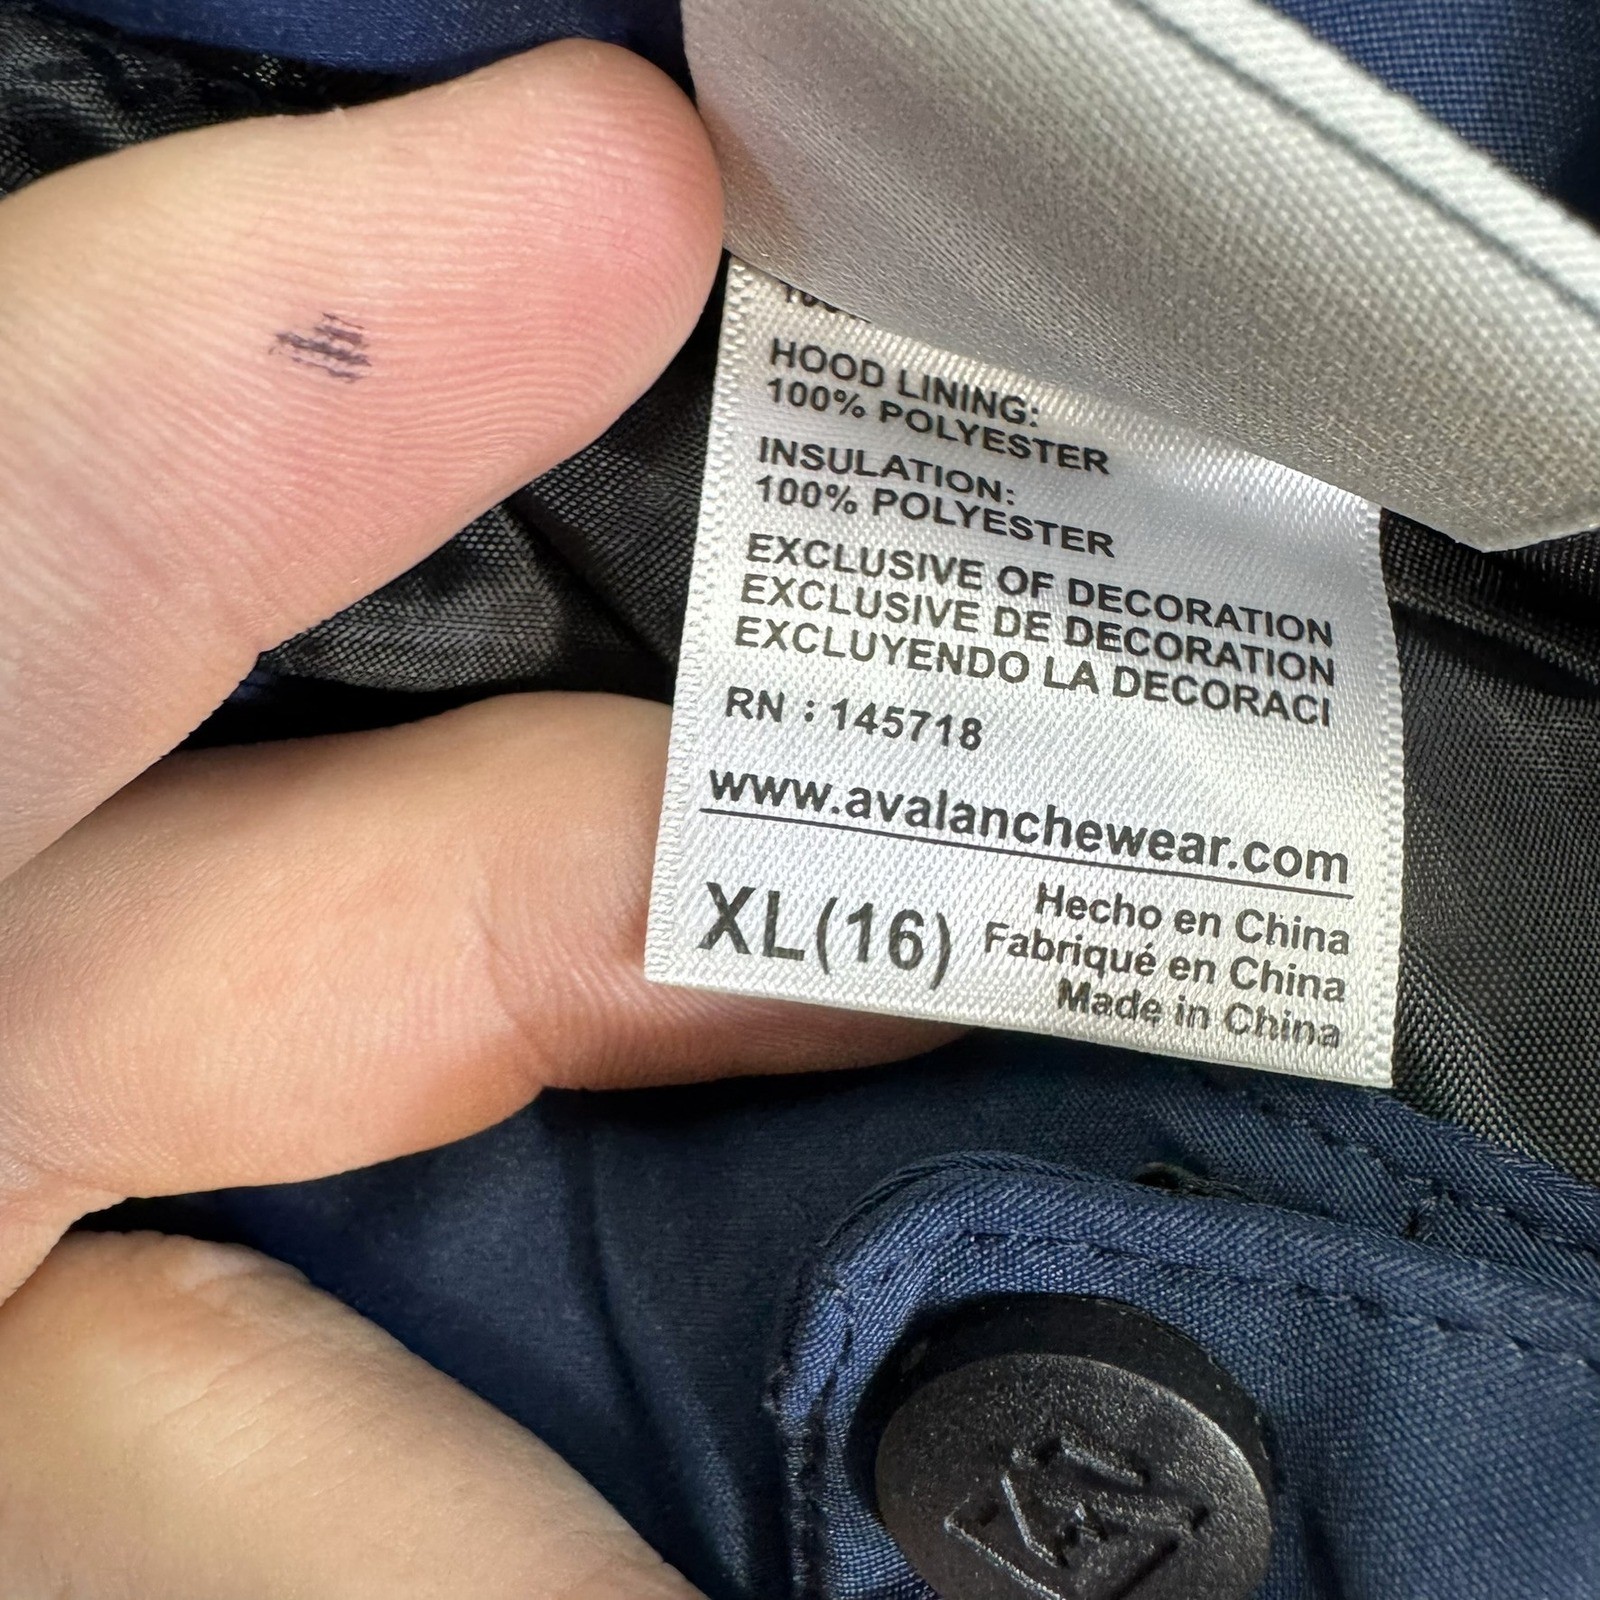 HOOD LINING:
100% POLYESTER
INSULATION:
100% POLYESTER
EXCLUSIVE OF DECORATION
EXCLUSIVE DE DECORATION
EXCLUYENDO LA DECORACI
RN : 145718
www.avalanchewear.com
XL(16)
Hecho en China
Fabriqué en China
Made in China